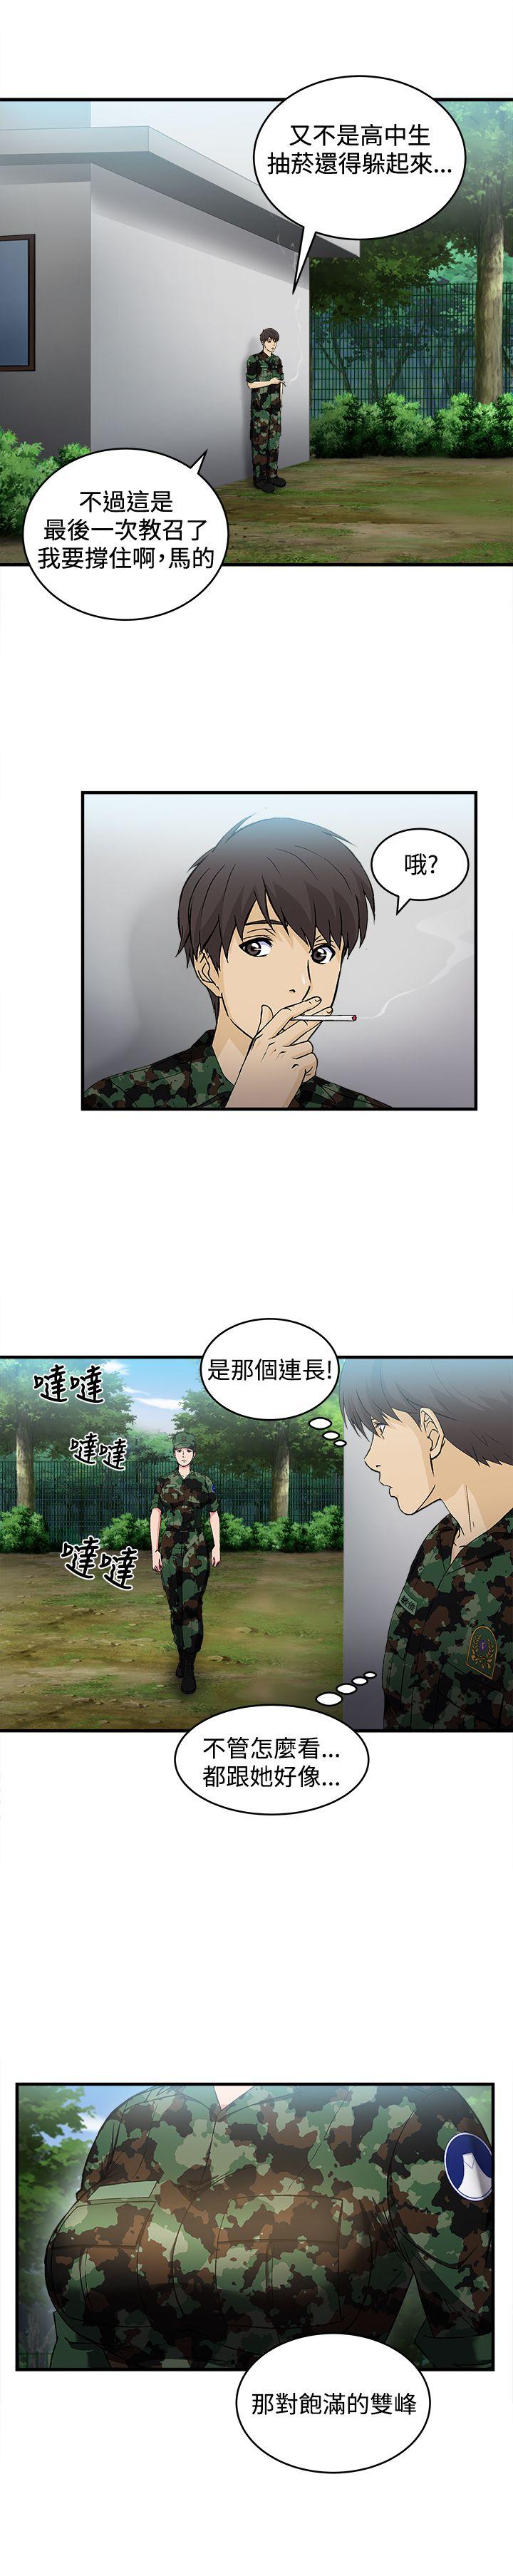 又不是高中生
抽菸還得躲起來…
不過這是
最後一次教召了
我要撐住啊,馬的
哦?
是那個連長!
噠噠
噠噠
噠噠
不管怎麼看…
都跟她好像…
那對飽滿的雙峰